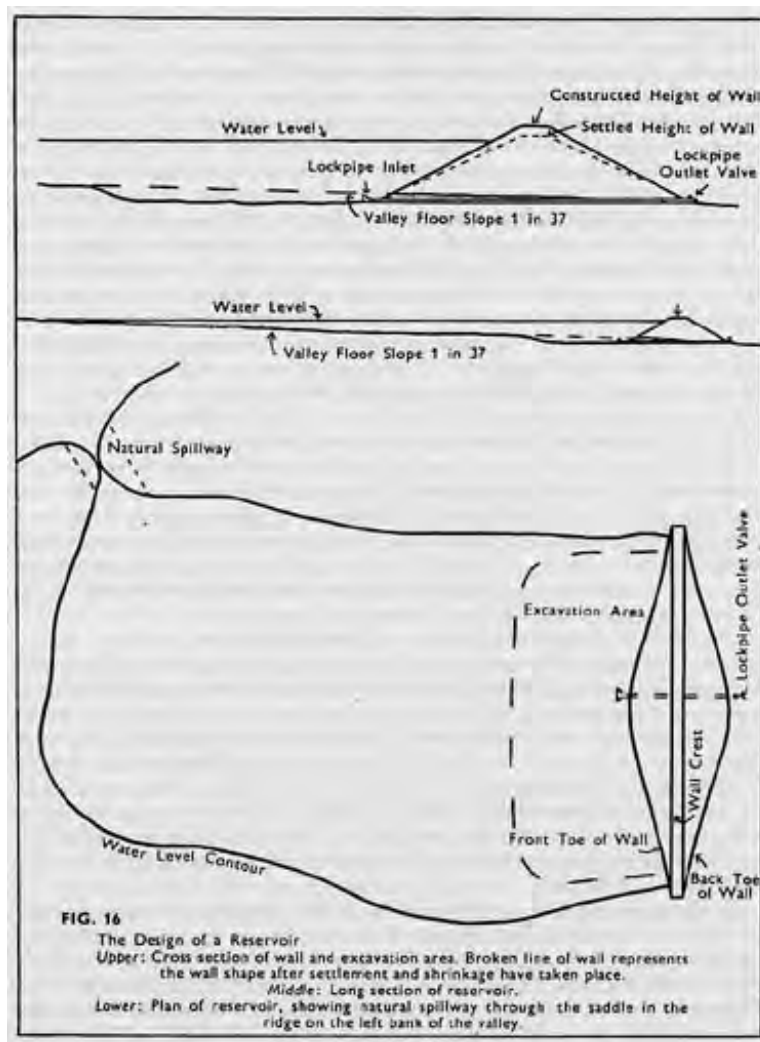 Constructed Height of Wall
Water Level
Settled Height of Wall
Lockpipe Inlet
Lockpipe
Outlet Valve
Valley Floor Slope 1 in 37
Water Level
Valley Floor Slope 1 in 37
Natural Spillway
Excavation Area
Lockpipe Outlet Valve
Wall Crest
Front Toe of Wall
Water Level Contour
Back Toe
of Wall
FIG. 16
The Design of a Reservoir
Upper: Cross section of wall and excavation area. Broken line of wall represents
the wall shape after settlement and shrinkage have taken place.
Middle: Long section of reservoir.
Lower: Plan of reservoir, showing natural spillway through the saddle in the
ridge on the left bank of the valley.